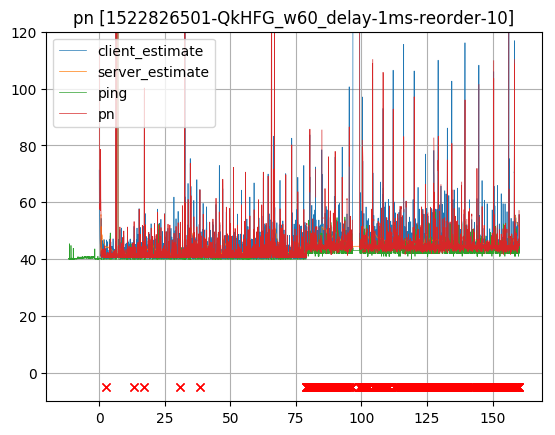 pn [1522826501-QkHFG_w60_delay-1ms-reorder-10]
client_estimate
server_estimate
ping
pn
120
100
80
60
40
20
0
0 25 50 75 100 125 150